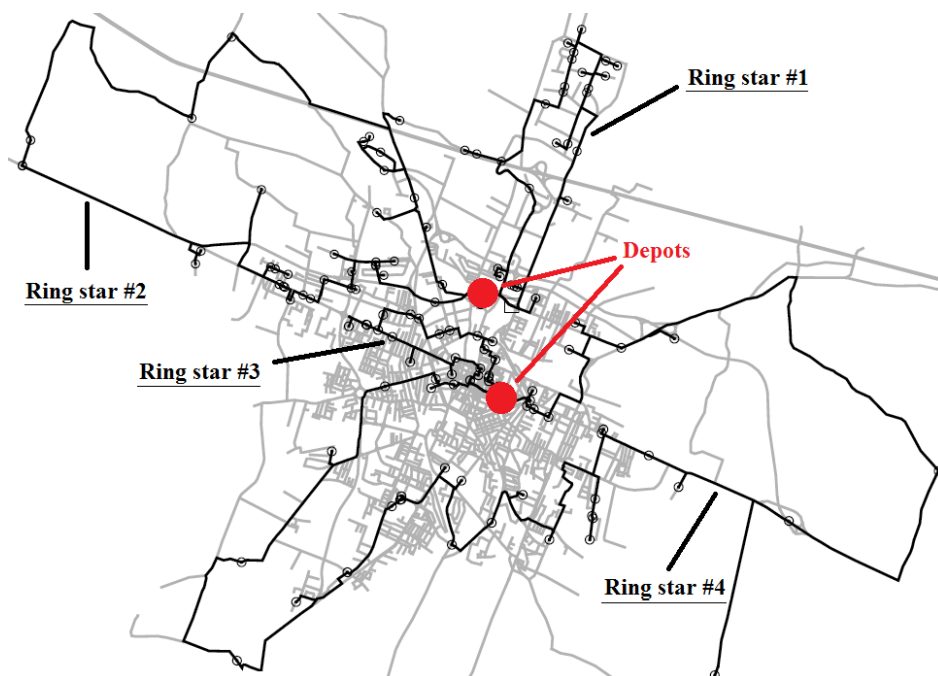 Ring star #1
Depots
Ring star #2
Ring star #3
Ring star #4